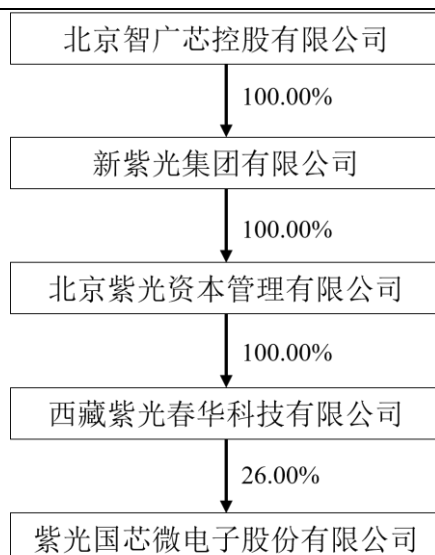 北京智广芯控股有限公司
100.00%
新紫光集团有限公司
100.00%
北京紫光资本管理有限公司
100.00%
西藏紫光春华科技有限公司
26.00%
紫光国芯微电子股份有限公司